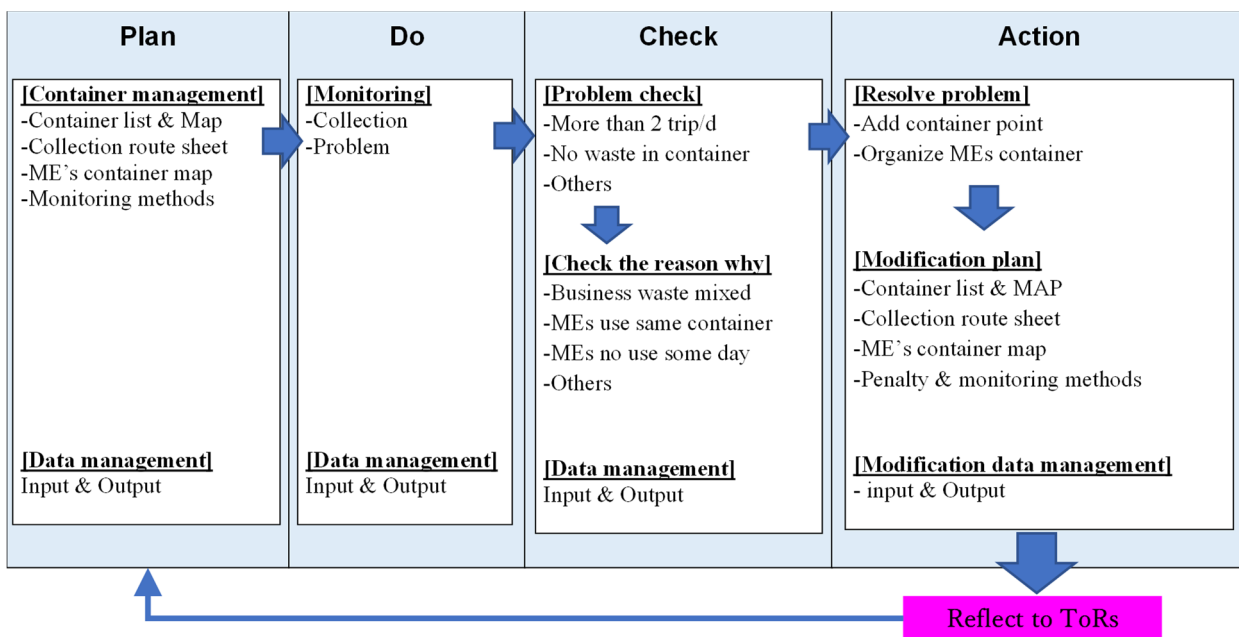 Plan
[Container management]
-Container list & Map
-Collection route sheet
-ME's container map
-Monitoring methods
[Data management]
Input & Output
Do
[Monitoring]
-Collection
-Problem
[Data management]
Input & Output
Check
[Problem check]
-More than 2 trip/d
-No waste in container
-Others
[Check the reason why]
-Business waste mixed
-MEs use same container
-MEs no use some day
-Others
[Data management]
Input & Output
Action
[Resolve problem]
-Add container point
-Organize MEs container
[Modification plan]
-Container list & MAP
-Collection route sheet
-ME's container map
-Penalty & monitoring methods
[Modification data management]
- input & Output
Reflect to ToRs